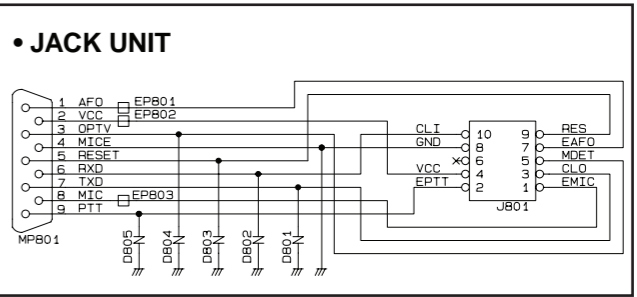 • JACK UNIT
1 AFO EP801
2 VCC EP802
3 OPTV
4 MICE
5 RESET
6 RXD
7 TXD
8 MIC EP803
9 PTT
MP801
D805 D804 D803 D802 D801
CLI 10 9 RES
GND 8 7 EAFO
6 5 MDET
VCC 4 3 CLO
EPTT 2 1 EMIC
J801